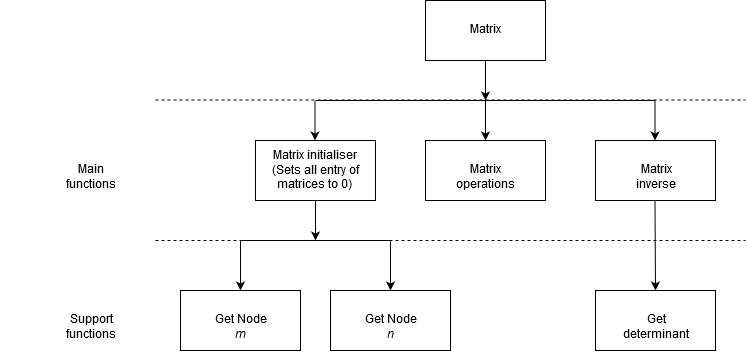 Matrix
Main
functions
Matrix initialiser
(Sets all entry of
matrices to 0)
Matrix
operations
Matrix
inverse
Support
functions
Get Node
m
Get Node
n
Get
determinant